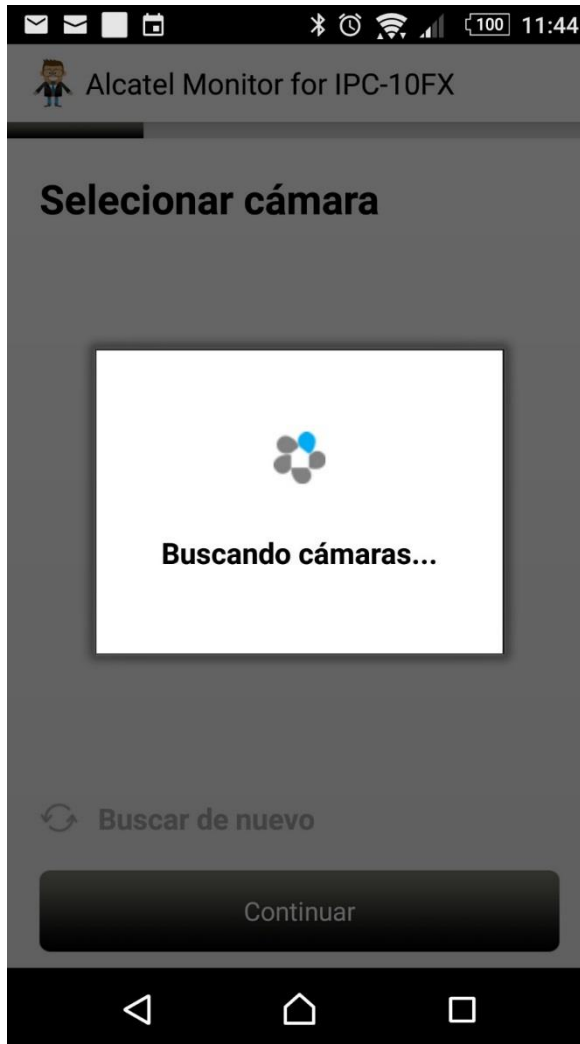 100 11:44
Alcatel Monitor for IPC-10FX
Selecionar cámara
Buscando cámaras...
Buscar de nuevo
Continuar